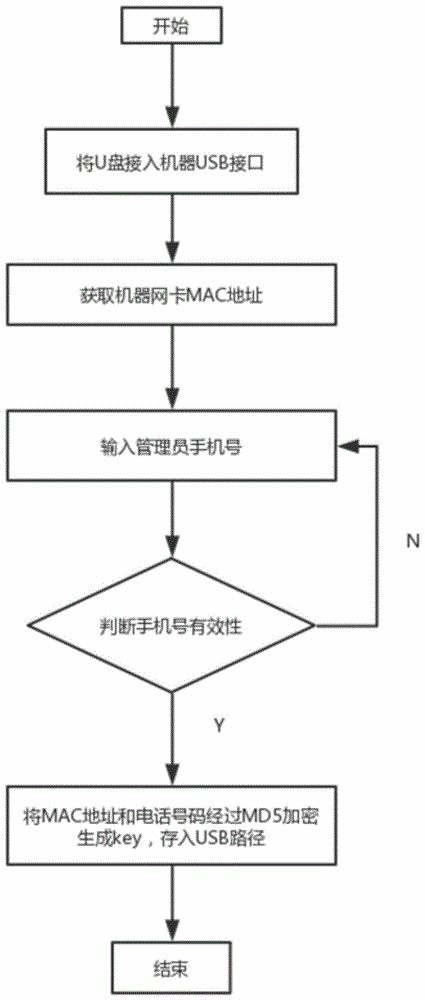 开始
将U盘接入机器USB接口
获取机器网卡MAC地址
输入管理员手机号
N
判断手机号有效性
Y
将MAC地址和电话号码经过MD5加密
生成key，存入USB路径
结束